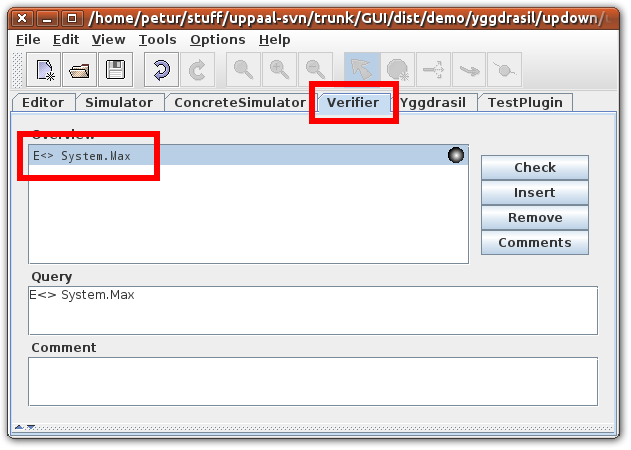 /home/petur/stuff/uppaal-svn/trunk/GUI/dist/demo/yggdrasil/updown/
File Edit View Tools Options Help
Editor Simulator ConcreteSimulator Verifier Yggdrasil TestPlugin
Overview
E<> System.Max
Check
Insert
Remove
Comments
Query
E<> System.Max
Comment